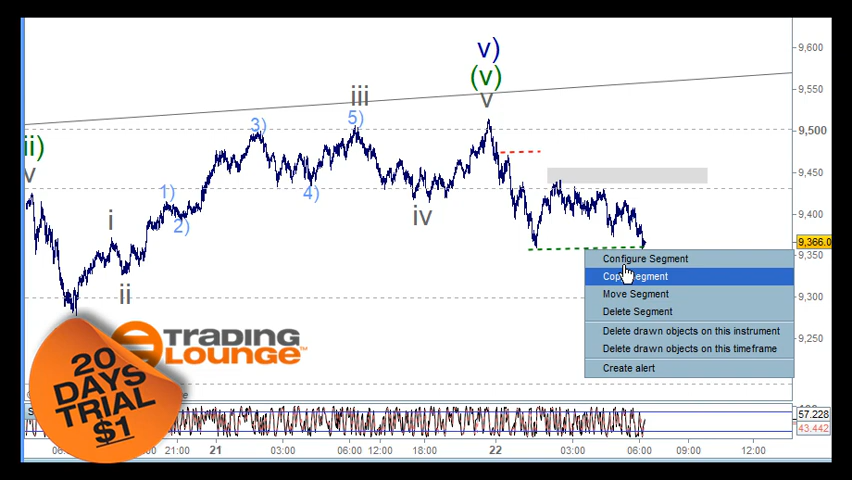 v)
(v)
v
iii
5)
3)
ii)
v
1)
4)
2)
i
iv
ii
9,600
9,550
9,500
9,450
9,400
9,366.0
9,350
9,300
9,250
Configure Segment
Copy Segment
Move Segment
Delete Segment
Delete drawn objects on this instrument
Delete drawn objects on this timeframe
Create alert
TRADING
LOUNGE
20
DAYS
TRIAL
$1
57.228
43.442
21:00
21
03:00
06:00
12:00
18:00
22
03:00
06:00
09:00
12:00